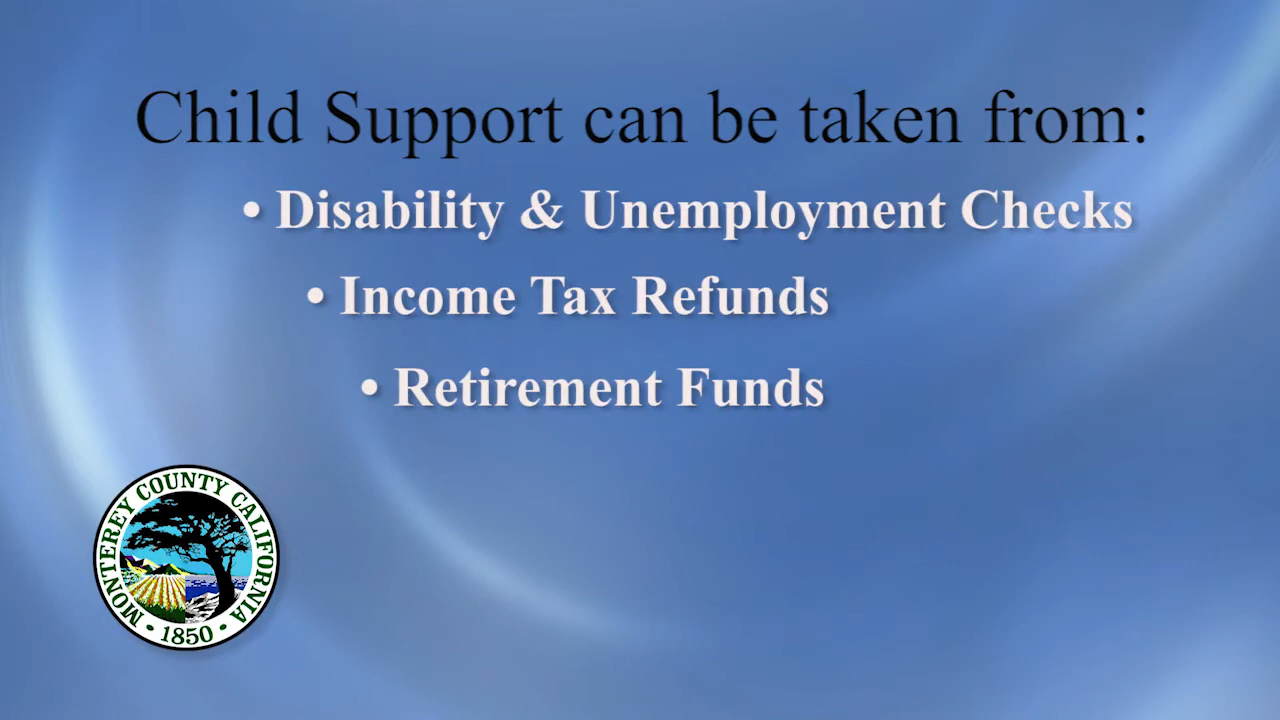 Child Support can be taken from:
• Disability & Unemployment Checks
• Income Tax Refunds
• Retirement Funds
MONTEREY COUNTY CALIFORNIA
• 1850 •